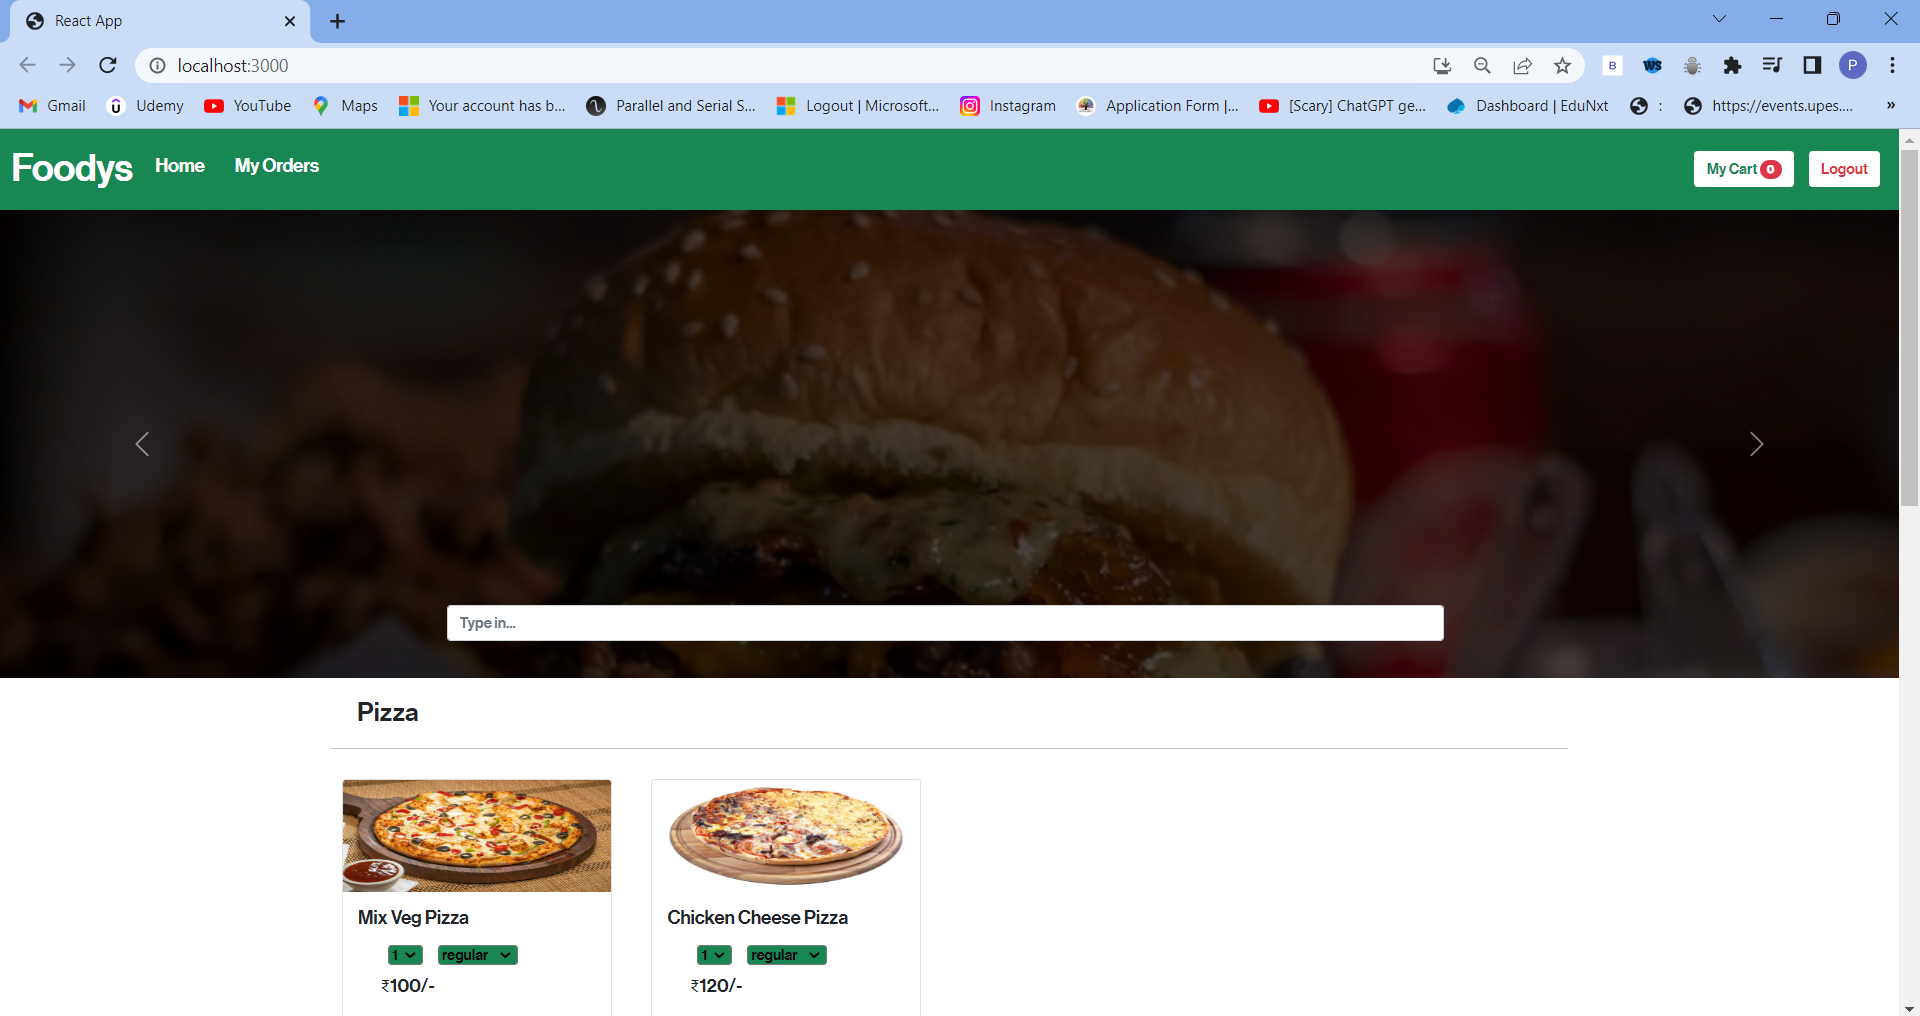 React App
localhost:3000
B
WS
P
Gmail
Udemy
YouTube
Maps
Your account has b...
Parallel and Serial S...
Logout | Microsoft...
Instagram
Application Form |...
[Scary] ChatGPT ge...
Dashboard | EduNxt
:
https://events.upes....
»
Foodys
Home
My Orders
My Cart 0
Logout
Type in...
Pizza
Mix Veg Pizza
1 regular
₹100/-
Chicken Cheese Pizza
1 regular
₹120/-